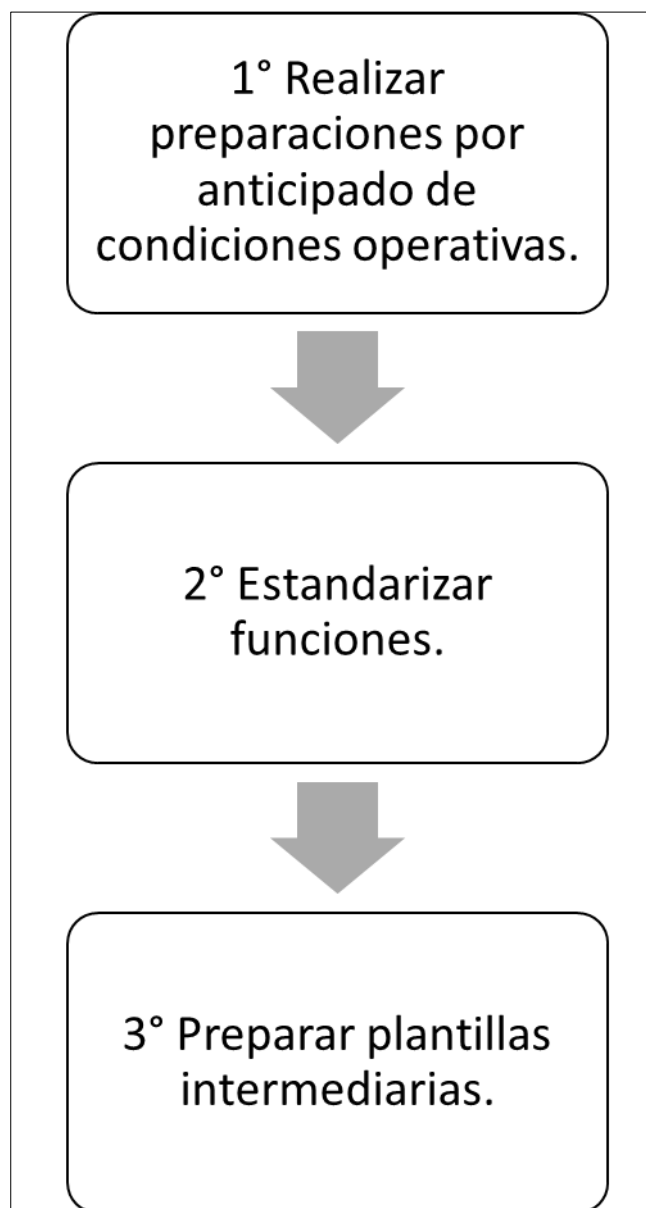 1° Realizar
preparaciones por
anticipado de
condiciones operativas.
2° Estandarizar
funciones.
3° Preparar plantillas
intermediarias.